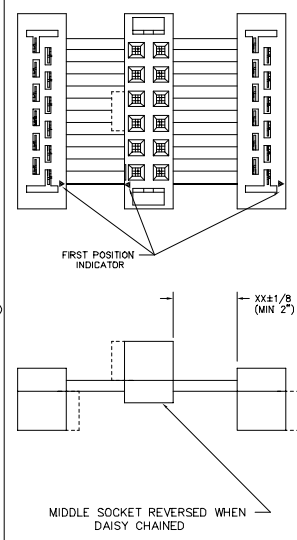 FIRST POSITION
INDICATOR
XX±1/8
(MIN 2")
MIDDLE SOCKET REVERSED WHEN
DAISY CHAINED